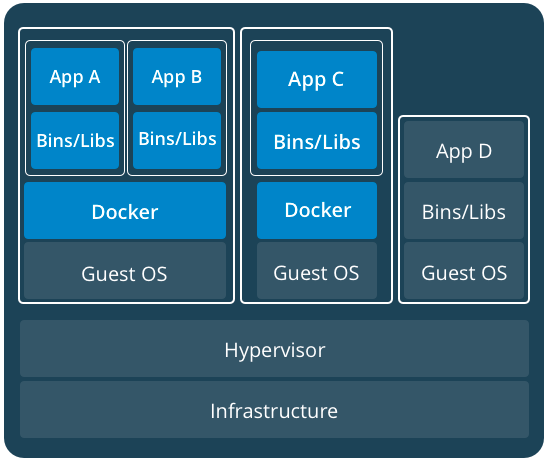 App A
App B
Bins/Libs
Bins/Libs
Docker
Guest OS
App C
Bins/Libs
Docker
Guest OS
App D
Bins/Libs
Guest OS
Hypervisor
Infrastructure